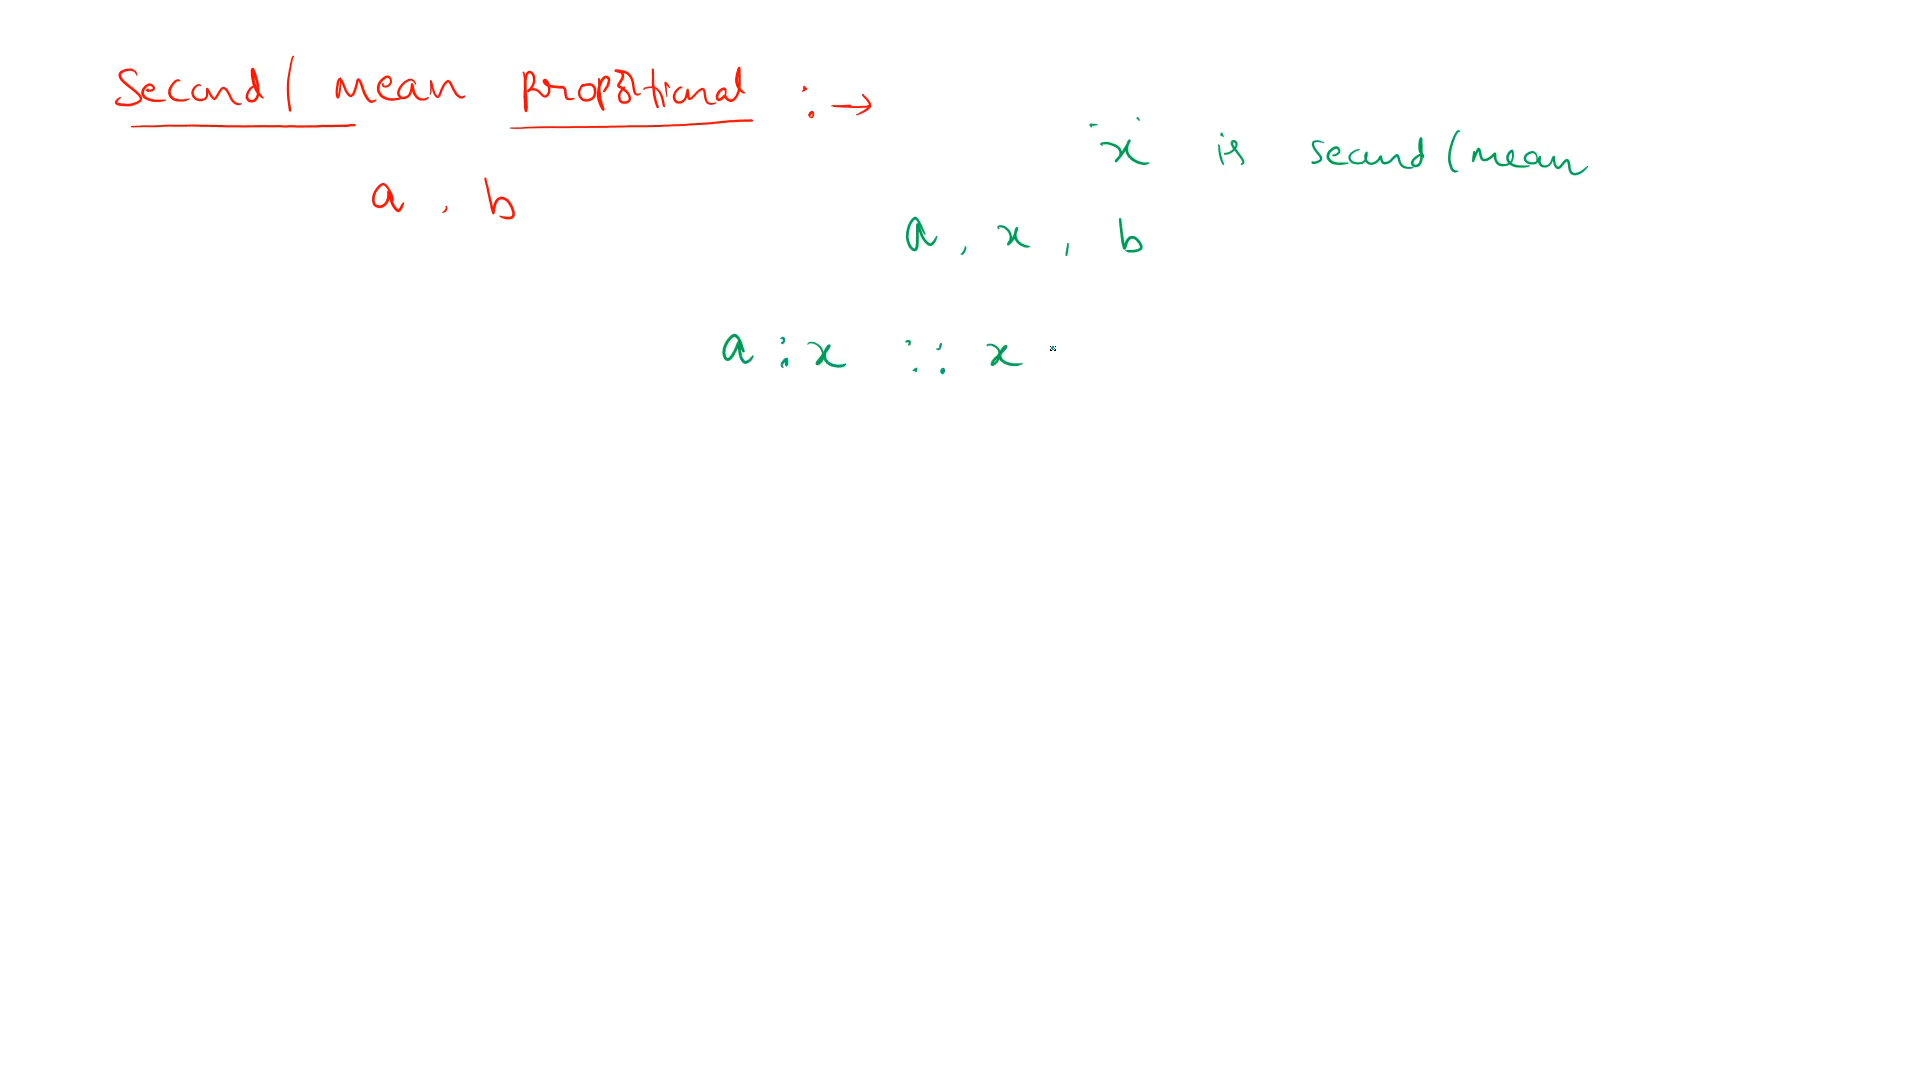 Second/ mean proportional :→
"x" is second/mean
a , b
a , x , b
a : x :: x